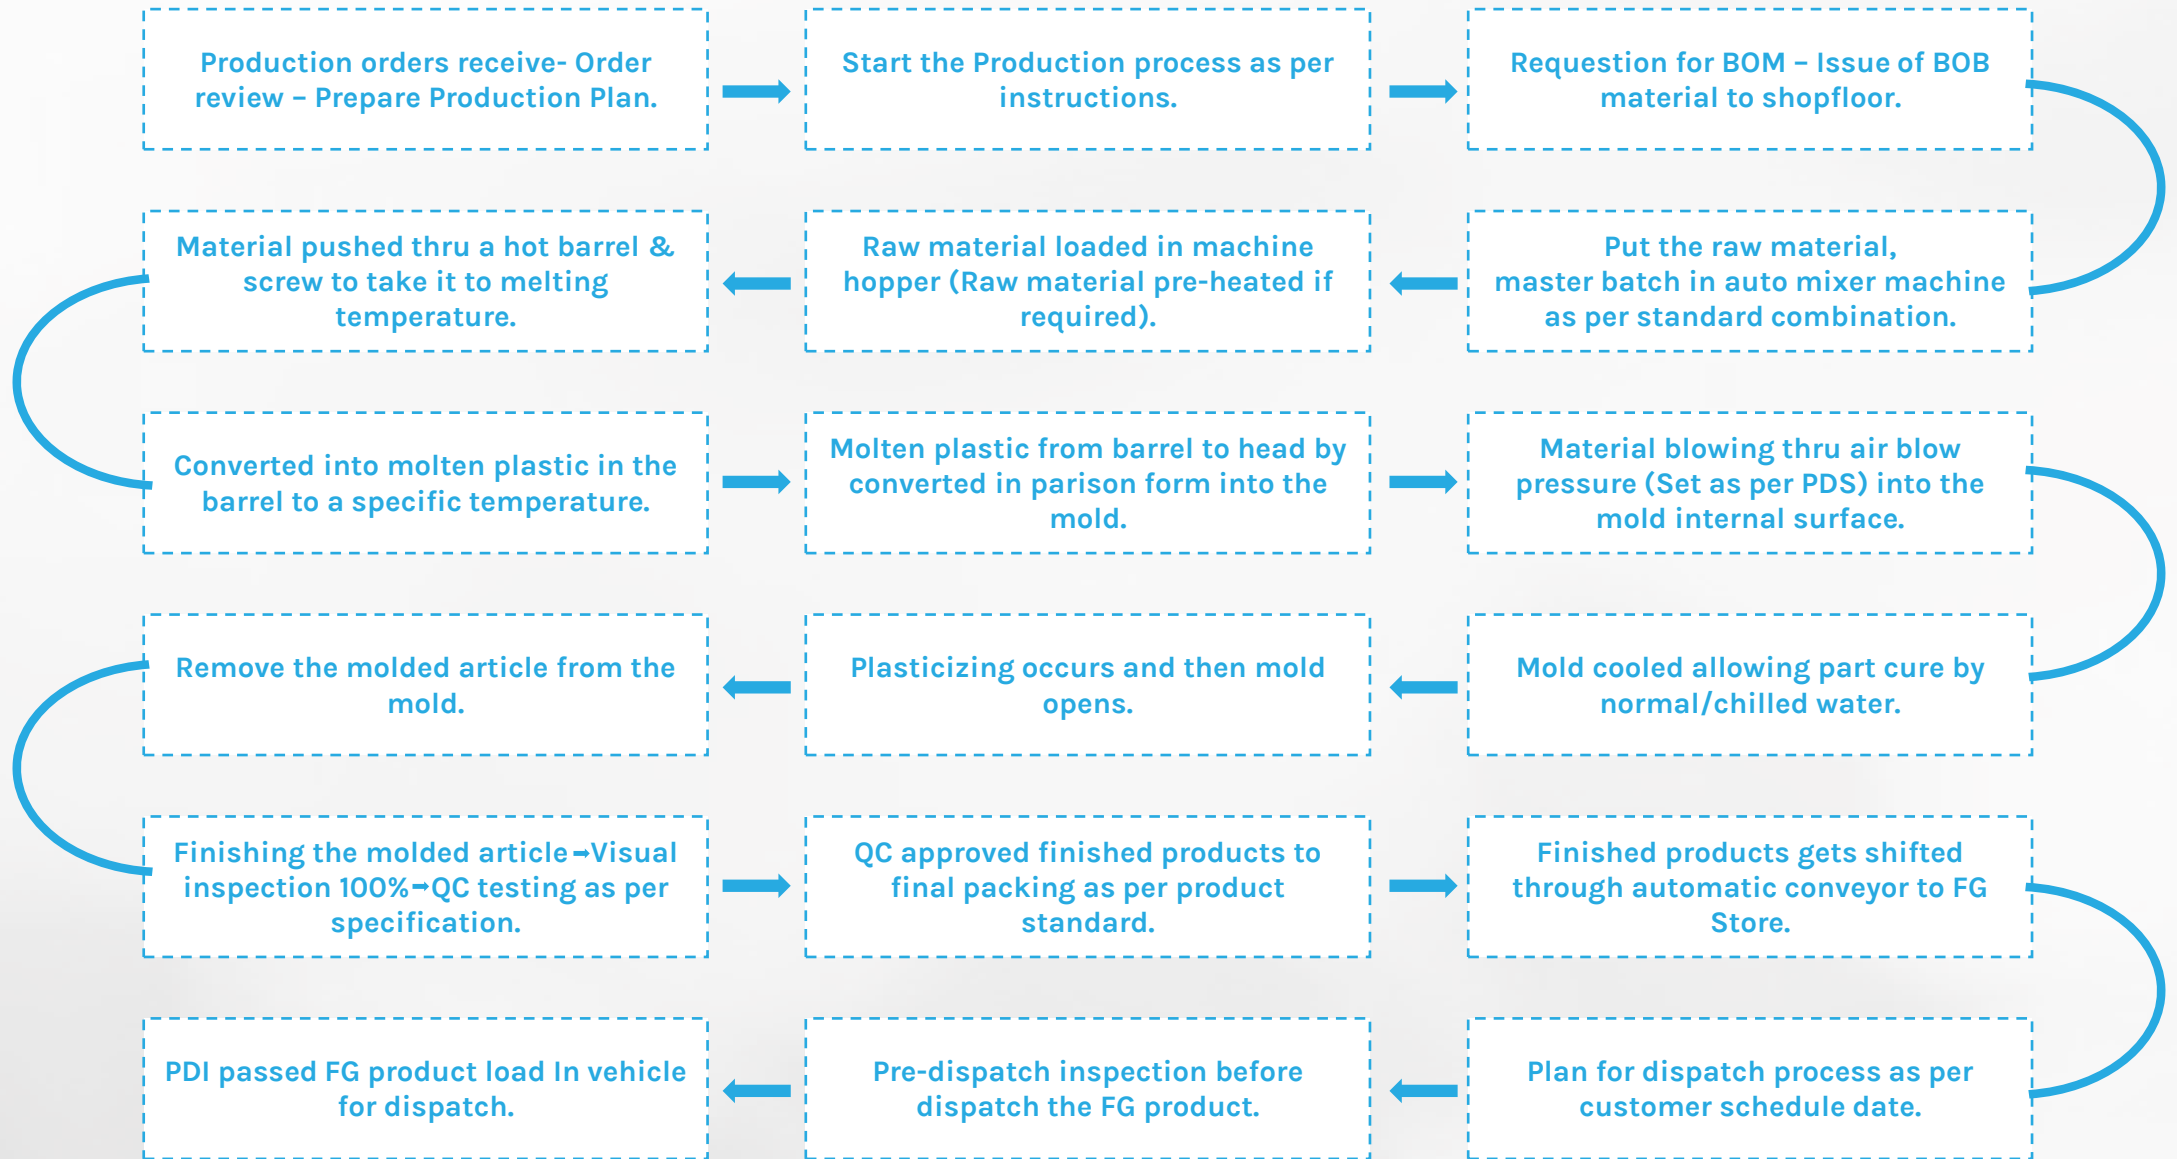 Production orders receive- Order
review – Prepare Production Plan.
Start the Production process as per
instructions.
Requestion for BOM – Issue of BOB
material to shopfloor.
Put the raw material,
master batch in auto mixer machine
as per standard combination.
Raw material loaded in machine
hopper (Raw material pre-heated if
required).
Material pushed thru a hot barrel &
screw to take it to melting
temperature.
Converted into molten plastic in the
barrel to a specific temperature.
Molten plastic from barrel to head by
converted in parison form into the
mold.
Material blowing thru air blow
pressure (Set as per PDS) into the
mold internal surface.
Mold cooled allowing part cure by
normal/chilled water.
Plasticizing occurs and then mold
opens.
Remove the molded article from the
mold.
Finishing the molded article➡Visual
inspection 100%➡QC testing as per
specification.
QC approved finished products to
final packing as per product
standard.
Finished products gets shifted
through automatic conveyor to FG
Store.
Plan for dispatch process as per
customer schedule date.
Pre-dispatch inspection before
dispatch the FG product.
PDI passed FG product load In vehicle
for dispatch.